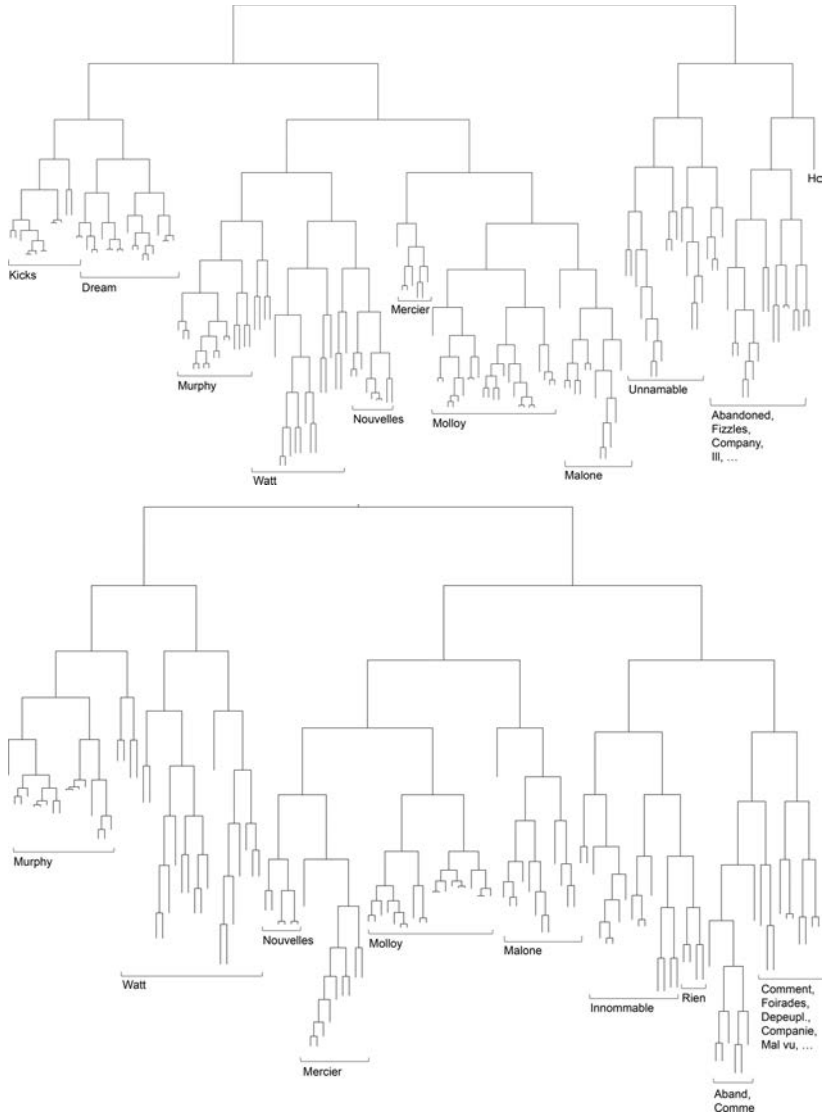 Ho
Kicks
Dream
Mercier
Murphy
Unnamable
Nouvelles
Molloy
Abandoned,
Fizzles,
Company,
Ill, ...
Watt
Malone
Murphy
Nouvelles
Molloy
Malone
Watt
Innommable
Rien
Comment,
Foirades,
Depeupl.,
Companie,
Mal vu, ...
Mercier
Aband,
Comme